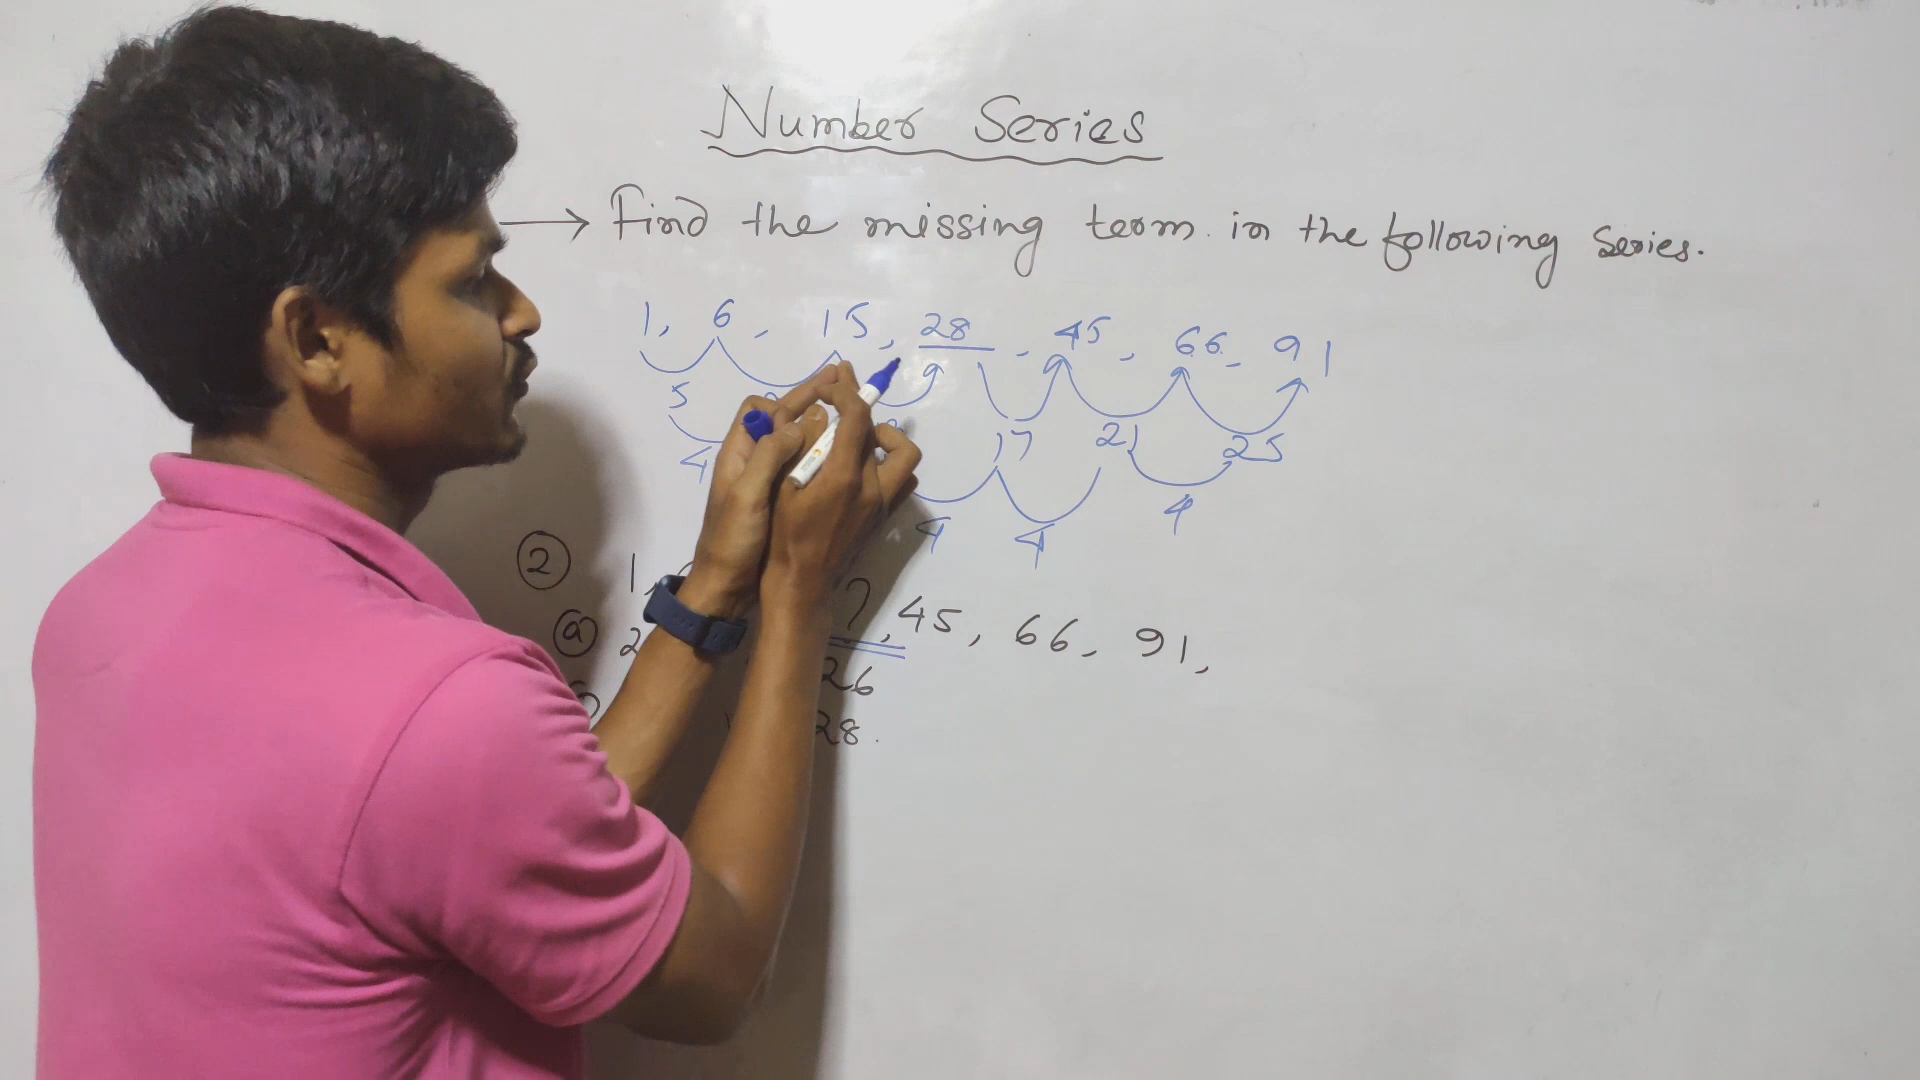 Number Series
→ Find the missing term in the following Series.
1, 6, 15, 28, 45, 66, 91
5 17 21 25
4 4 4 4
② 1,
ⓐ 2 ?, 45, 66, 91,
26
28.